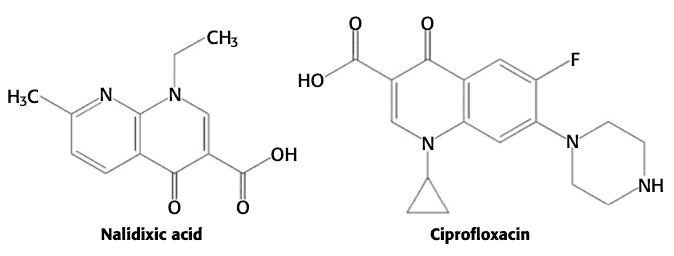 CH₃
H₃C
N
N
OH
O
O
Nalidixic acid
O
O
HO
F
N
N
NH
Ciprofloxacin